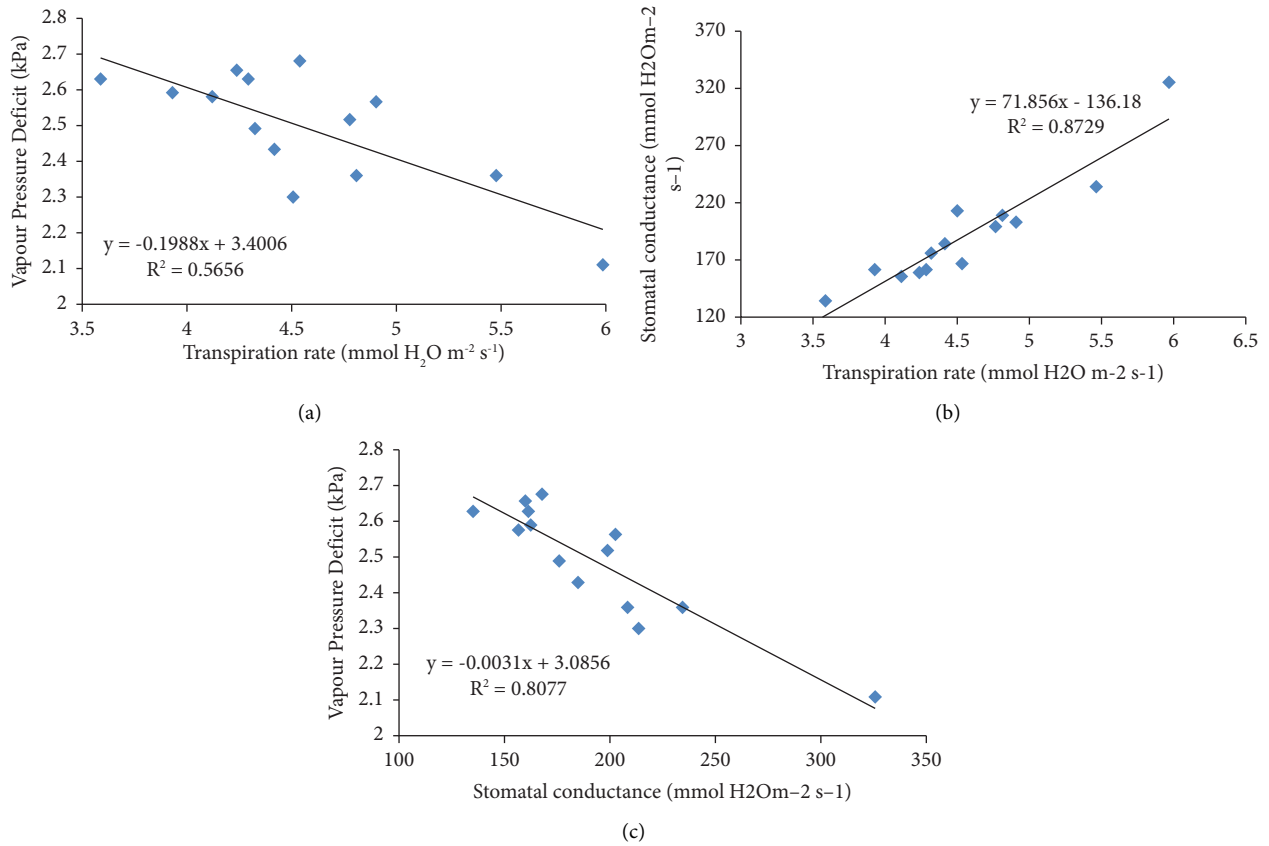 Vapour Pressure Deficit (kPa)
2.8
2.7
2.6
2.5
2.4
2.3
2.2
2.1
2
y = -0.1988x + 3.4006
R² = 0.5656
3.5 4 4.5 5 5.5 6
Transpiration rate (mmol H₂O m⁻² s⁻¹)
(a)
Stomatal conductance (mmol H2Om–2
s–1)
370
320
270
220
170
120
y = 71.856x - 136.18
R² = 0.8729
3 3.5 4 4.5 5 5.5 6 6.5
Transpiration rate (mmol H2O m-2 s-1)
(b)
Vapour Pressure Deficit (kPa)
2.8
2.7
2.6
2.5
2.4
2.3
2.2
2.1
2
y = -0.0031x + 3.0856
R² = 0.8077
100 150 200 250 300 350
Stomatal conductance (mmol H2Om–2 s–1)
(c)